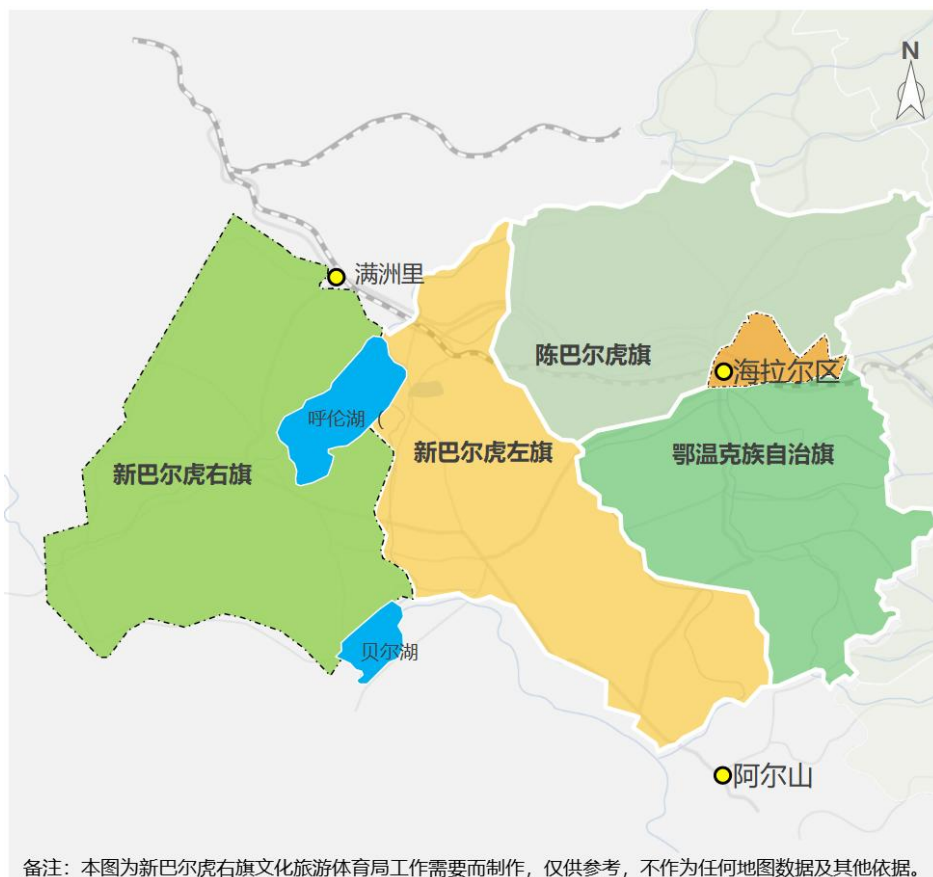 N
满洲里
陈巴尔虎旗
海拉尔区
呼伦湖（
新巴尔虎左旗
鄂温克族自治旗
新巴尔虎右旗
贝尔湖
阿尔山
备注：本图为新巴尔虎右旗文化旅游体育局工作需要而制作，仅供参考，不作为任何地图数据及其他依据。